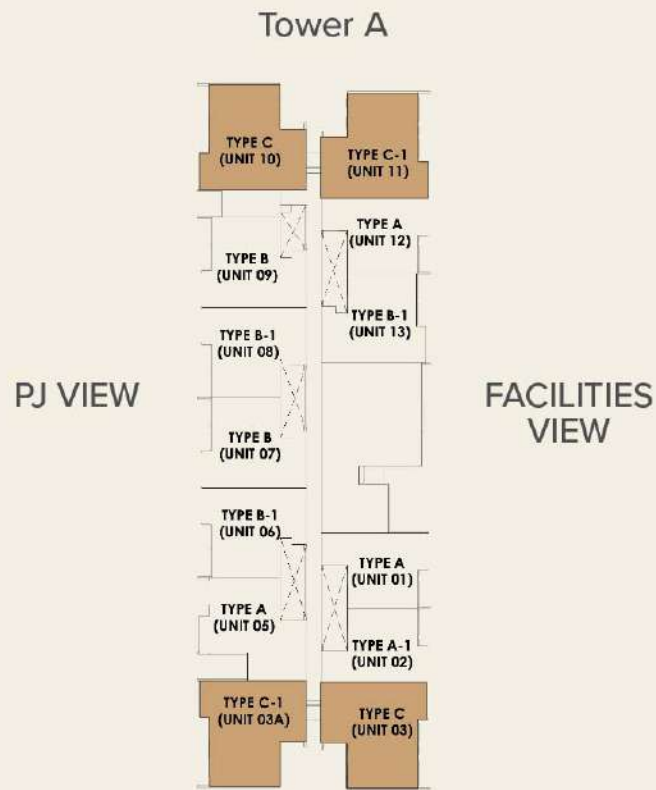 Tower A
TYPE C
(UNIT 10)
TYPE C-1
(UNIT 11)
TYPE A
(UNIT 12)
TYPE B
(UNIT 09)
TYPE B-1
(UNIT 13)
TYPE B-1
(UNIT 08)
PJ VIEW
FACILITIES
VIEW
TYPE B
(UNIT 07)
TYPE B-1
(UNIT 06)
TYPE A
(UNIT 01)
TYPE A
(UNIT 05)
TYPE A-1
(UNIT 02)
TYPE C-1
(UNIT 03A)
TYPE C
(UNIT 03)